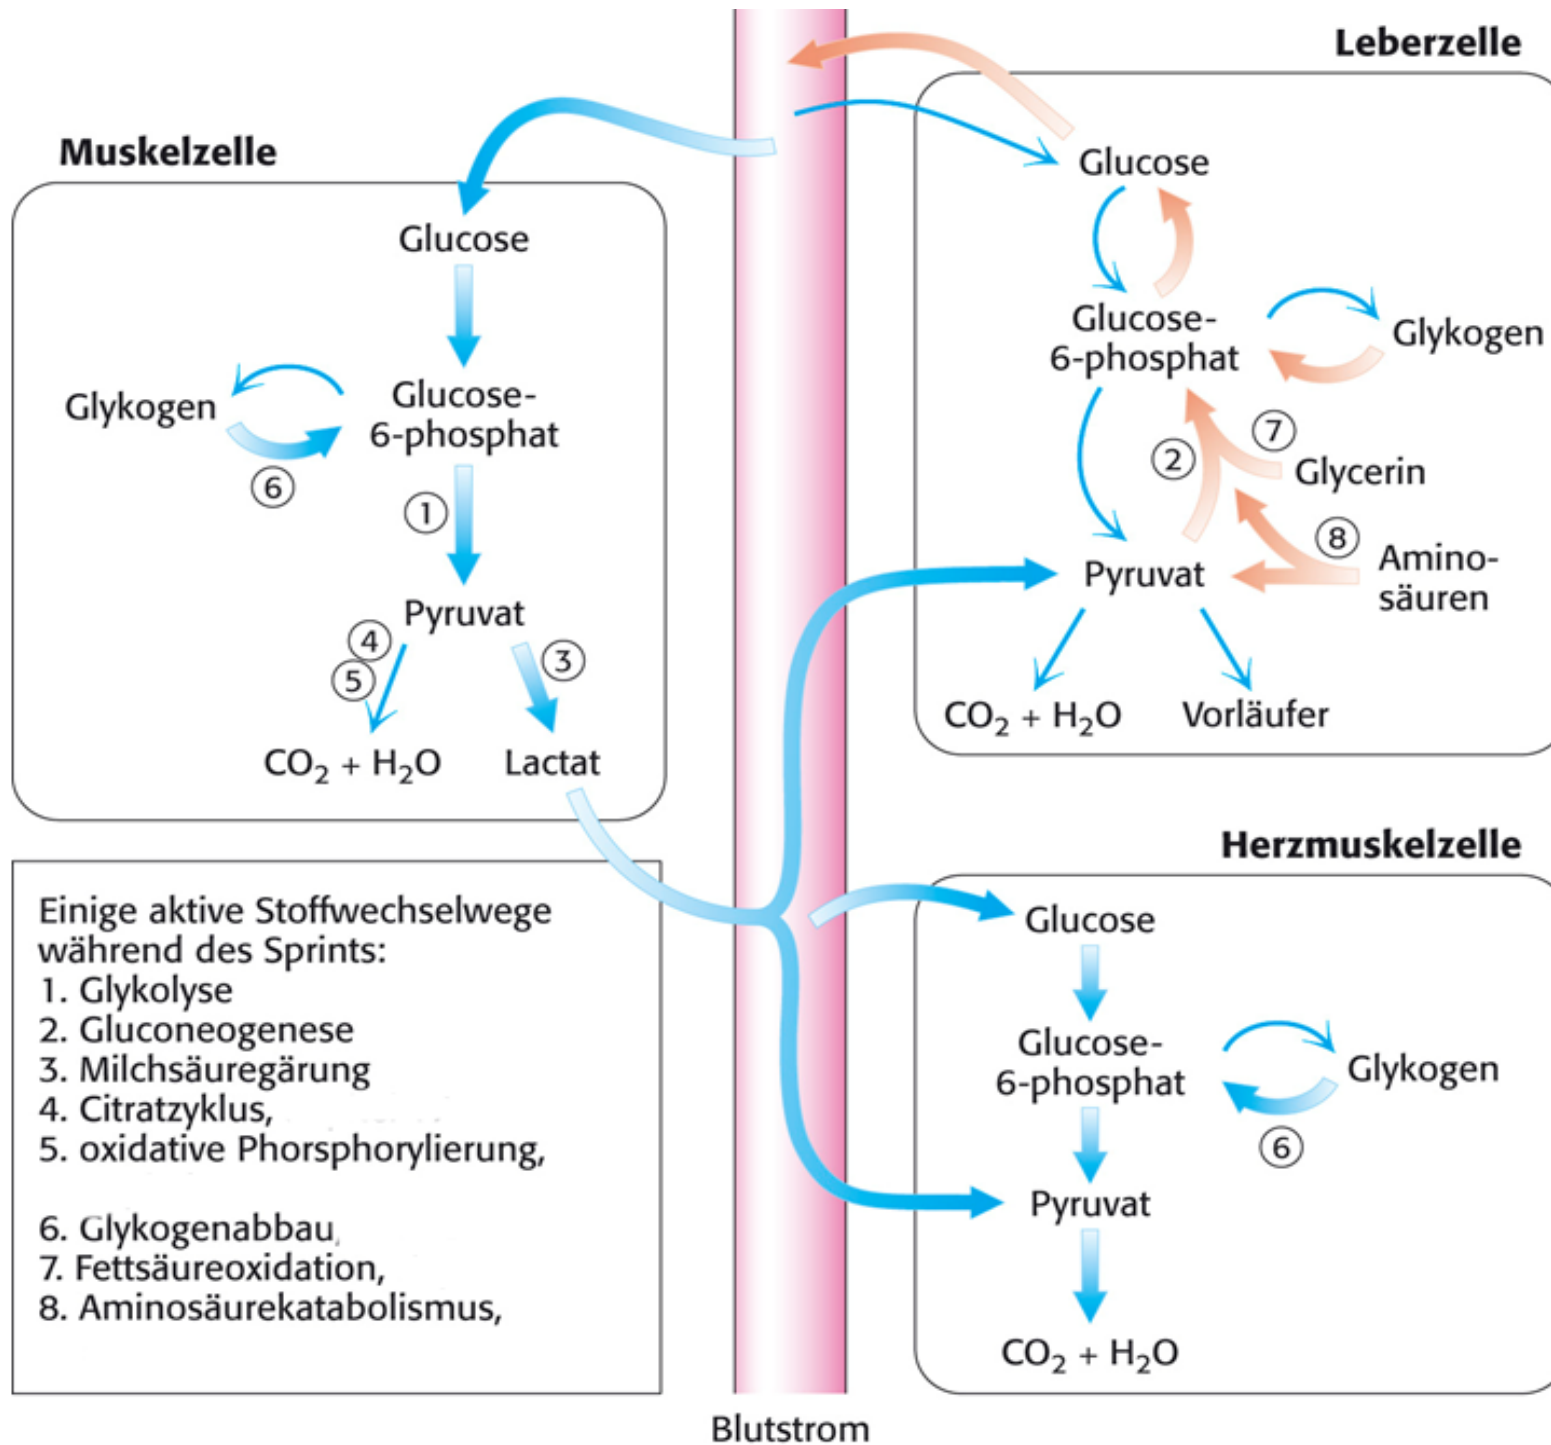 Leberzelle
Muskelzelle
Glucose
Glucose
Glucose-
6-phosphat
Glykogen
Glykogen
Glucose-
6-phosphat
6
1
7
2
Glycerin
8
Amino-
säuren
Pyruvat
Pyruvat
4
5
3
CO₂ + H₂O
Vorläufer
CO₂ + H₂O
Lactat
Herzmuskelzelle
Einige aktive Stoffwechselwege
während des Sprints:
1. Glykolyse
2. Gluconeogenese
3. Milchsäuregärung
4. Citratzyklus,
5. oxidative Phorsphorylierung,
6. Glykogenabbau,
7. Fettsäureoxidation,
8. Aminosäurekatabolismus,
Glucose
Glucose-
6-phosphat
Glykogen
6
Pyruvat
CO₂ + H₂O
Blutstrom